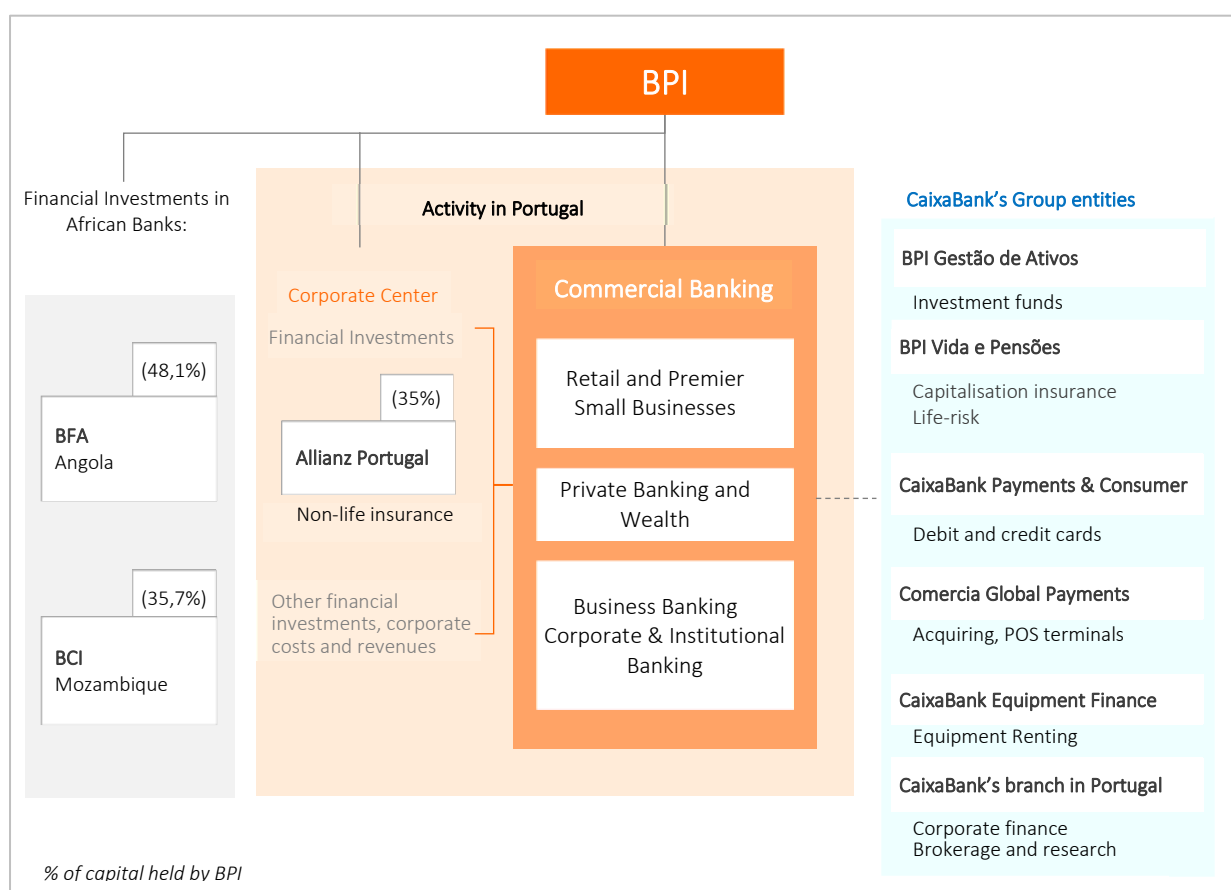 BPI
Financial Investments in
African Banks:
(48,1%)
BFA
Angola
(35,7%)
BCI
Mozambique
Activity in Portugal
Corporate Center
Financial Investments
(35%)
Allianz Portugal
Non-life insurance
Other financial
investments, corporate
costs and revenues
Commercial Banking
Retail and Premier
Small Businesses
Private Banking and
Wealth
Business Banking
Corporate & Institutional
Banking
CaixaBank's Group entities
BPI Gestão de Ativos
Investment funds
BPI Vida e Pensões
Capitalisation insurance
Life-risk
CaixaBank Payments & Consumer
Debit and credit cards
Comercia Global Payments
Acquiring, POS terminals
CaixaBank Equipment Finance
Equipment Renting
CaixaBank's branch in Portugal
Corporate finance
Brokerage and research
% of capital held by BPI